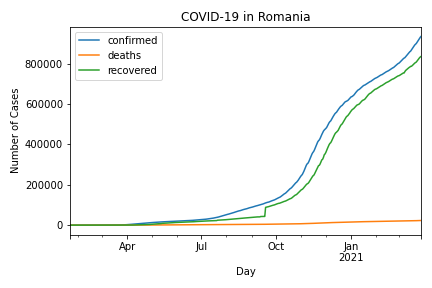 COVID-19 in Romania
confirmed
deaths
recovered
Number of Cases
800000
600000
400000
200000
0
Apr
Jul
Oct
Jan
2021
Day